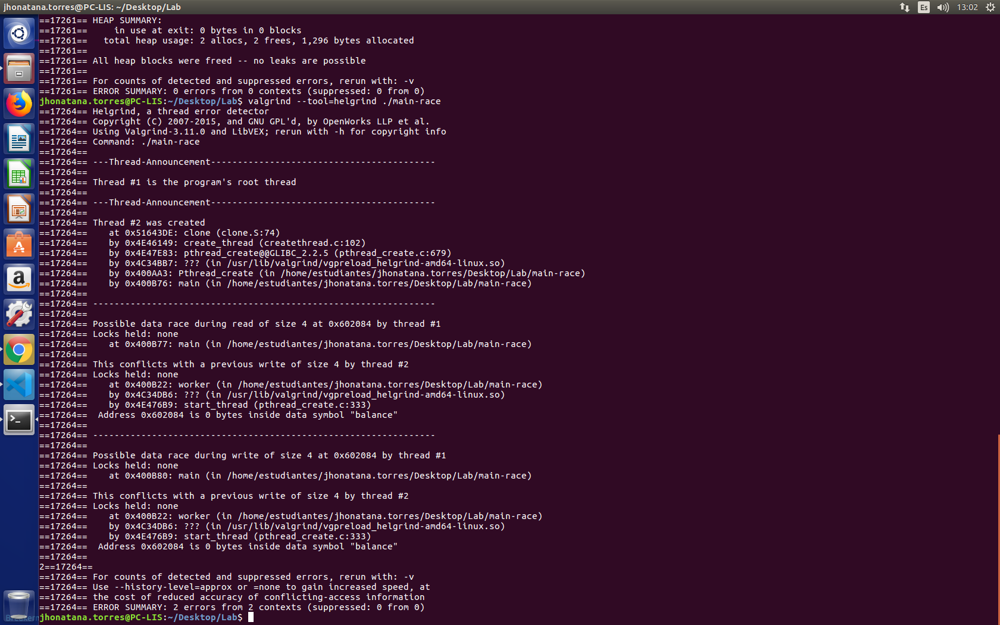 jhonatana.torres@PC-LIS: ~/Desktop/Lab
Es
13:02
==17261== HEAP SUMMARY:
==17261==     in use at exit: 0 bytes in 0 blocks
==17261==   total heap usage: 2 allocs, 2 frees, 1,296 bytes allocated
==17261==
==17261== All heap blocks were freed -- no leaks are possible
==17261==
==17261== For counts of detected and suppressed errors, rerun with: -v
==17261== ERROR SUMMARY: 0 errors from 0 contexts (suppressed: 0 from 0)
jhonatana.torres@PC-LIS:~/Desktop/Lab$ valgrind --tool=helgrind ./main-race
==17264== Helgrind, a thread error detector
==17264== Copyright (C) 2007-2015, and GNU GPL'd, by OpenWorks LLP et al.
==17264== Using Valgrind-3.11.0 and LibVEX; rerun with -h for copyright info
==17264== Command: ./main-race
==17264==
==17264== ---Thread-Announcement------------------------------------------
==17264==
==17264== Thread #1 is the program's root thread
==17264==
==17264== ---Thread-Announcement------------------------------------------
==17264==
==17264== Thread #2 was created
==17264==    at 0x51643DE: clone (clone.S:74)
==17264==    by 0x4E46149: create_thread (createthread.c:102)
==17264==    by 0x4E47E83: pthread_create@@GLIBC_2.2.5 (pthread_create.c:679)
==17264==    by 0x4C34BB7: ??? (in /usr/lib/valgrind/vgpreload_helgrind-amd64-linux.so)
==17264==    by 0x400AA3: Pthread_create (in /home/estudiantes/jhonatana.torres/Desktop/Lab/main-race)
==17264==    by 0x400B76: main (in /home/estudiantes/jhonatana.torres/Desktop/Lab/main-race)
==17264==
==17264== ----------------------------------------------------------------
==17264==
==17264== Possible data race during read of size 4 at 0x602084 by thread #1
==17264== Locks held: none
==17264==    at 0x400B77: main (in /home/estudiantes/jhonatana.torres/Desktop/Lab/main-race)
==17264==
==17264== This conflicts with a previous write of size 4 by thread #2
==17264== Locks held: none
==17264==    at 0x400B22: worker (in /home/estudiantes/jhonatana.torres/Desktop/Lab/main-race)
==17264==    by 0x4C34DB6: ??? (in /usr/lib/valgrind/vgpreload_helgrind-amd64-linux.so)
==17264==    by 0x4E476B9: start_thread (pthread_create.c:333)
==17264==  Address 0x602084 is 0 bytes inside data symbol "balance"
==17264==
==17264== ----------------------------------------------------------------
==17264==
==17264== Possible data race during write of size 4 at 0x602084 by thread #1
==17264== Locks held: none
==17264==    at 0x400B80: main (in /home/estudiantes/jhonatana.torres/Desktop/Lab/main-race)
==17264==
==17264== This conflicts with a previous write of size 4 by thread #2
==17264== Locks held: none
==17264==    at 0x400B22: worker (in /home/estudiantes/jhonatana.torres/Desktop/Lab/main-race)
==17264==    by 0x4C34DB6: ??? (in /usr/lib/valgrind/vgpreload_helgrind-amd64-linux.so)
==17264==    by 0x4E476B9: start_thread (pthread_create.c:333)
==17264==  Address 0x602084 is 0 bytes inside data symbol "balance"
==17264==
2==17264==
==17264== For counts of detected and suppressed errors, rerun with: -v
==17264== Use --history-level=approx or =none to gain increased speed, at
==17264== the cost of reduced accuracy of conflicting-access information
==17264== ERROR SUMMARY: 2 errors from 2 contexts (suppressed: 0 from 0)
jhonatana.torres@PC-LIS:~/Desktop/Lab$